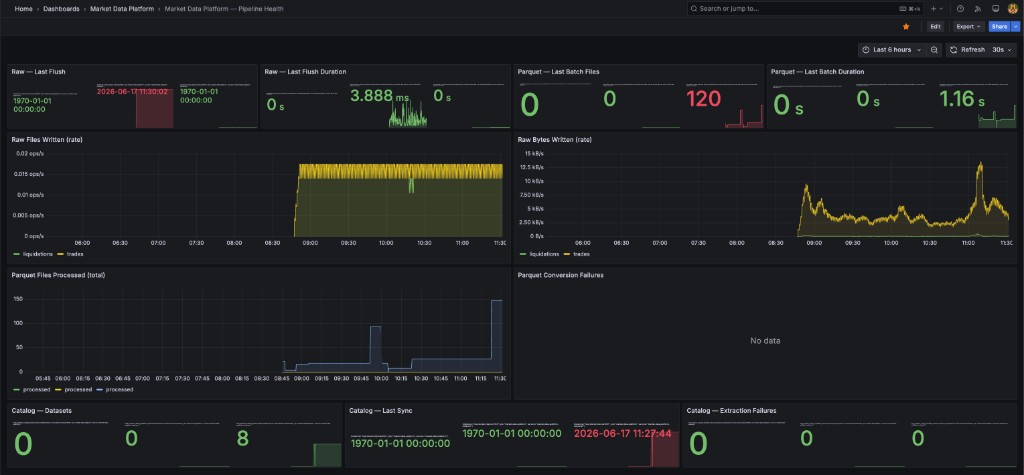 Home › Dashboards › Market Data Platform › Market Data Platform — Pipeline Health
Search or jump to...
⌘+k
Edit
Export
Share
Last 6 hours
Refresh
30s
Raw — Last Flush
1970-01-01 00:00:00
2026-06-17 11:30:02
1970-01-01 00:00:00
Raw — Last Flush Duration
0 s
3.888 ms
0 s
Parquet — Last Batch Files
0
0
120
Parquet — Last Batch Duration
0 s
0 s
1.16 s
Raw Files Written (rate)
0.02 ops/s
0.015 ops/s
0.01 ops/s
0.005 ops/s
0 ops/s
06:00 06:30 07:00 07:30 08:00 08:30 09:00 09:30 10:00 10:30 11:00 11:30
liquidations trades
Raw Bytes Written (rate)
15 kB/s
12.5 kB/s
10 kB/s
7.50 kB/s
5 kB/s
2.50 kB/s
0 B/s
06:00 06:30 07:00 07:30 08:00 08:30 09:00 09:30 10:00 10:30 11:00 11:30
liquidations trades
Parquet Files Processed (total)
150
100
50
0
05:45 06:00 06:15 06:30 06:45 07:00 07:15 07:30 07:45 08:00 08:15 08:30 08:45 09:00 09:15 09:30 09:45 10:00 10:15 10:30 10:45 11:00 11:15 11:30
processed processed processed
Parquet Conversion Failures
No data
Catalog — Datasets
0
0
8
Catalog — Last Sync
1970-01-01 00:00:00
1970-01-01 00:00:00
2026-06-17 11:27:44
Catalog — Extraction Failures
0
0
0